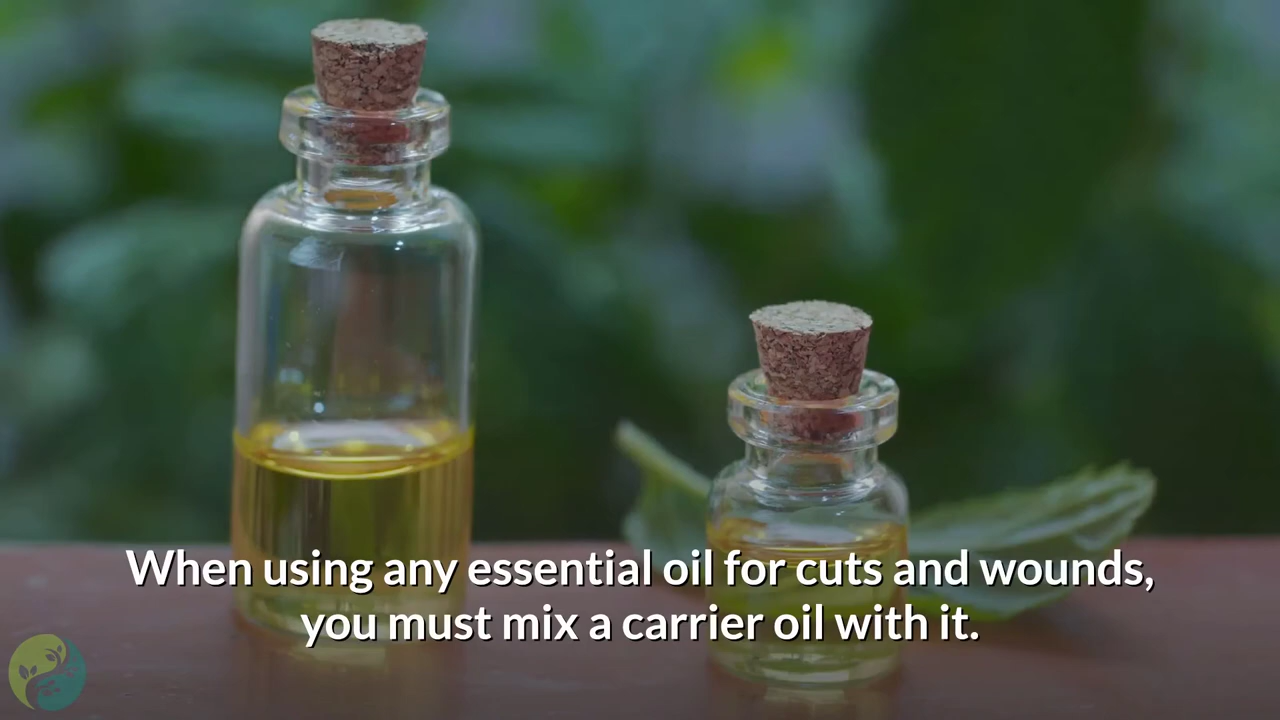 When using any essential oil for cuts and wounds,
you must mix a carrier oil with it.